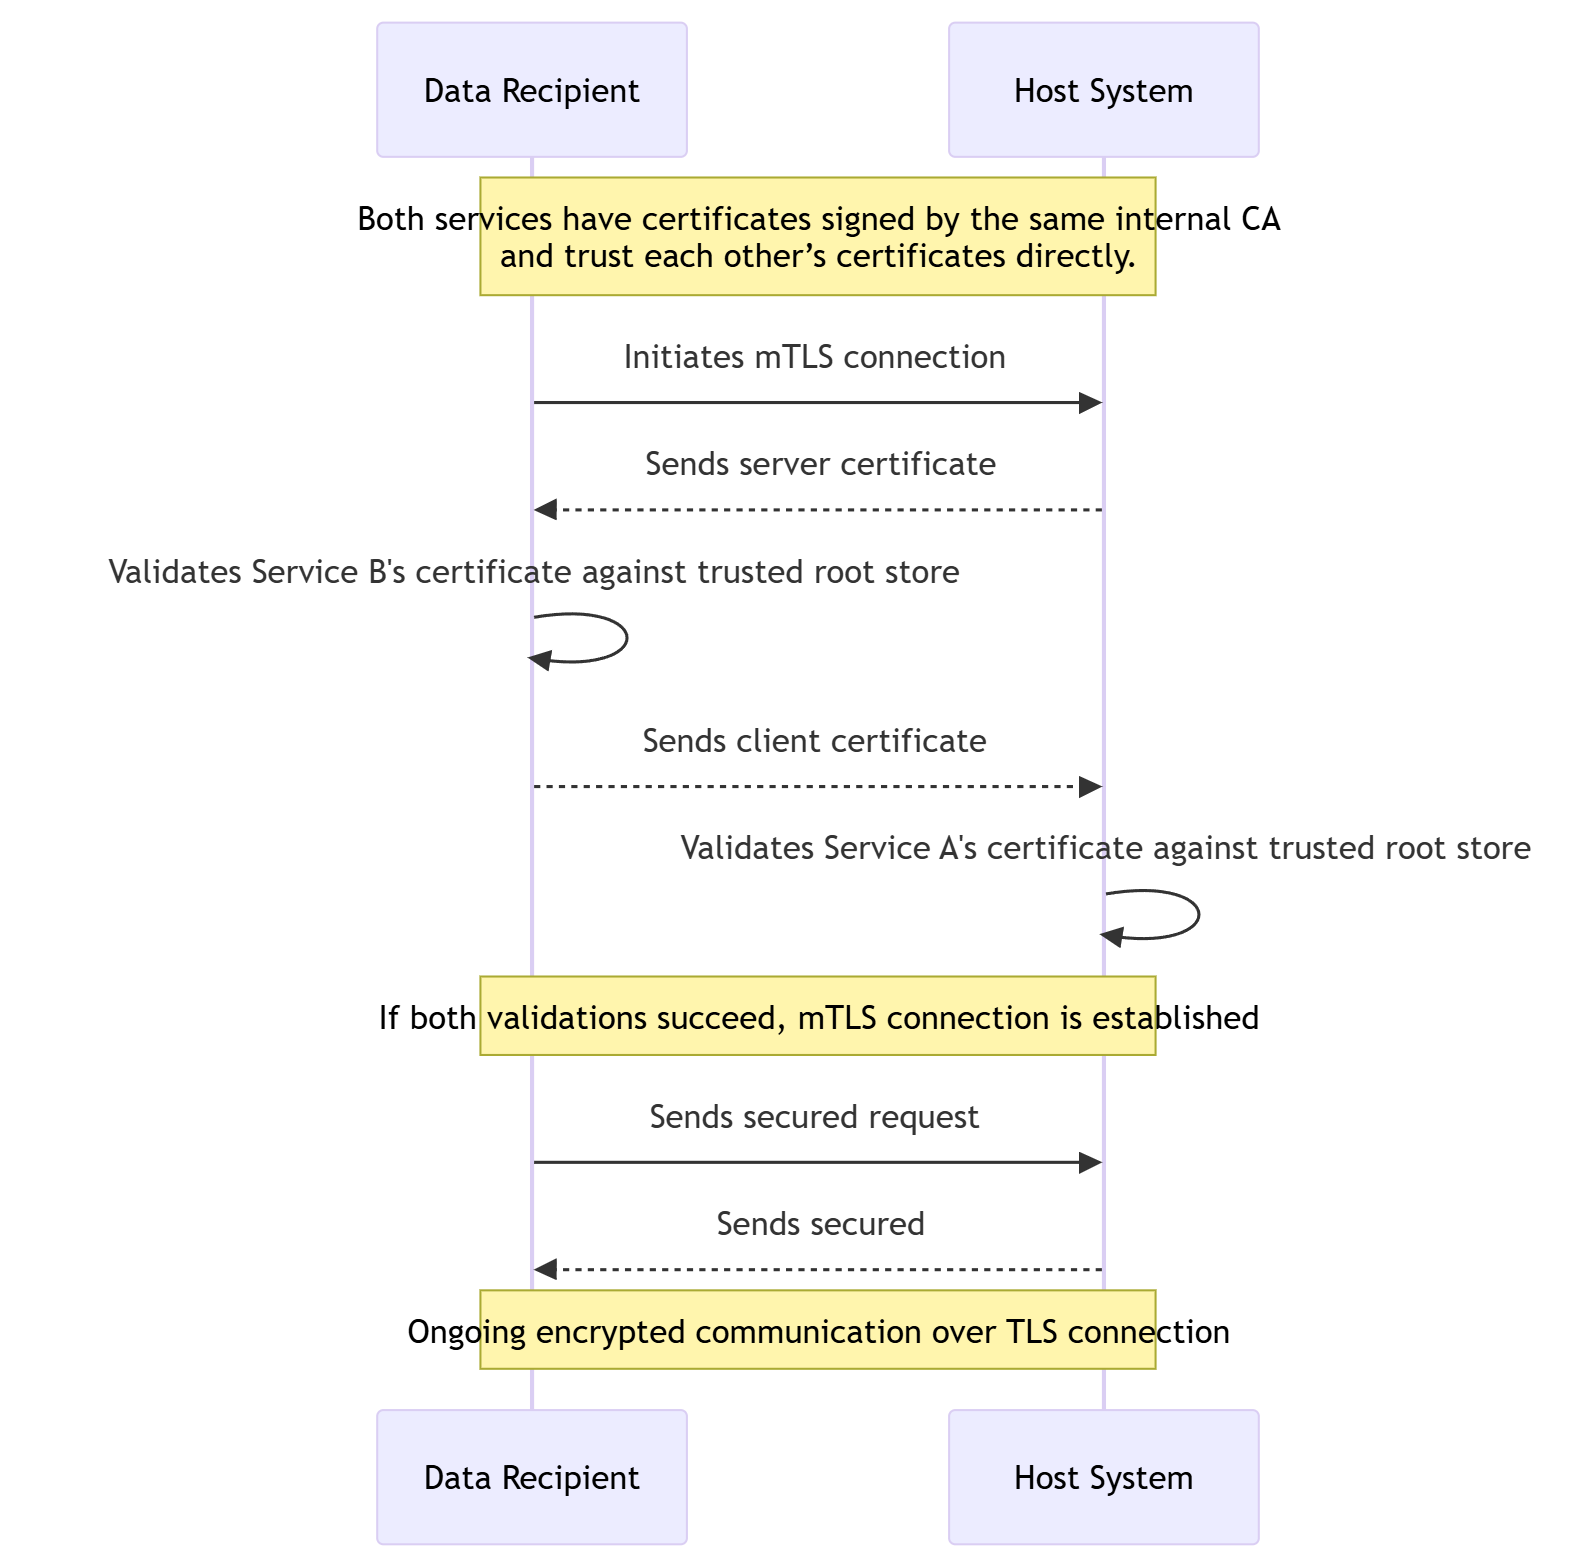 Data Recipient
Host System
Both services have certificates signed by the same internal CA
and trust each other’s certificates directly.
Initiates mTLS connection
Sends server certificate
Validates Service B's certificate against trusted root store
Sends client certificate
Validates Service A's certificate against trusted root store
If both validations succeed, mTLS connection is established
Sends secured request
Sends secured
Ongoing encrypted communication over TLS connection
Data Recipient
Host System